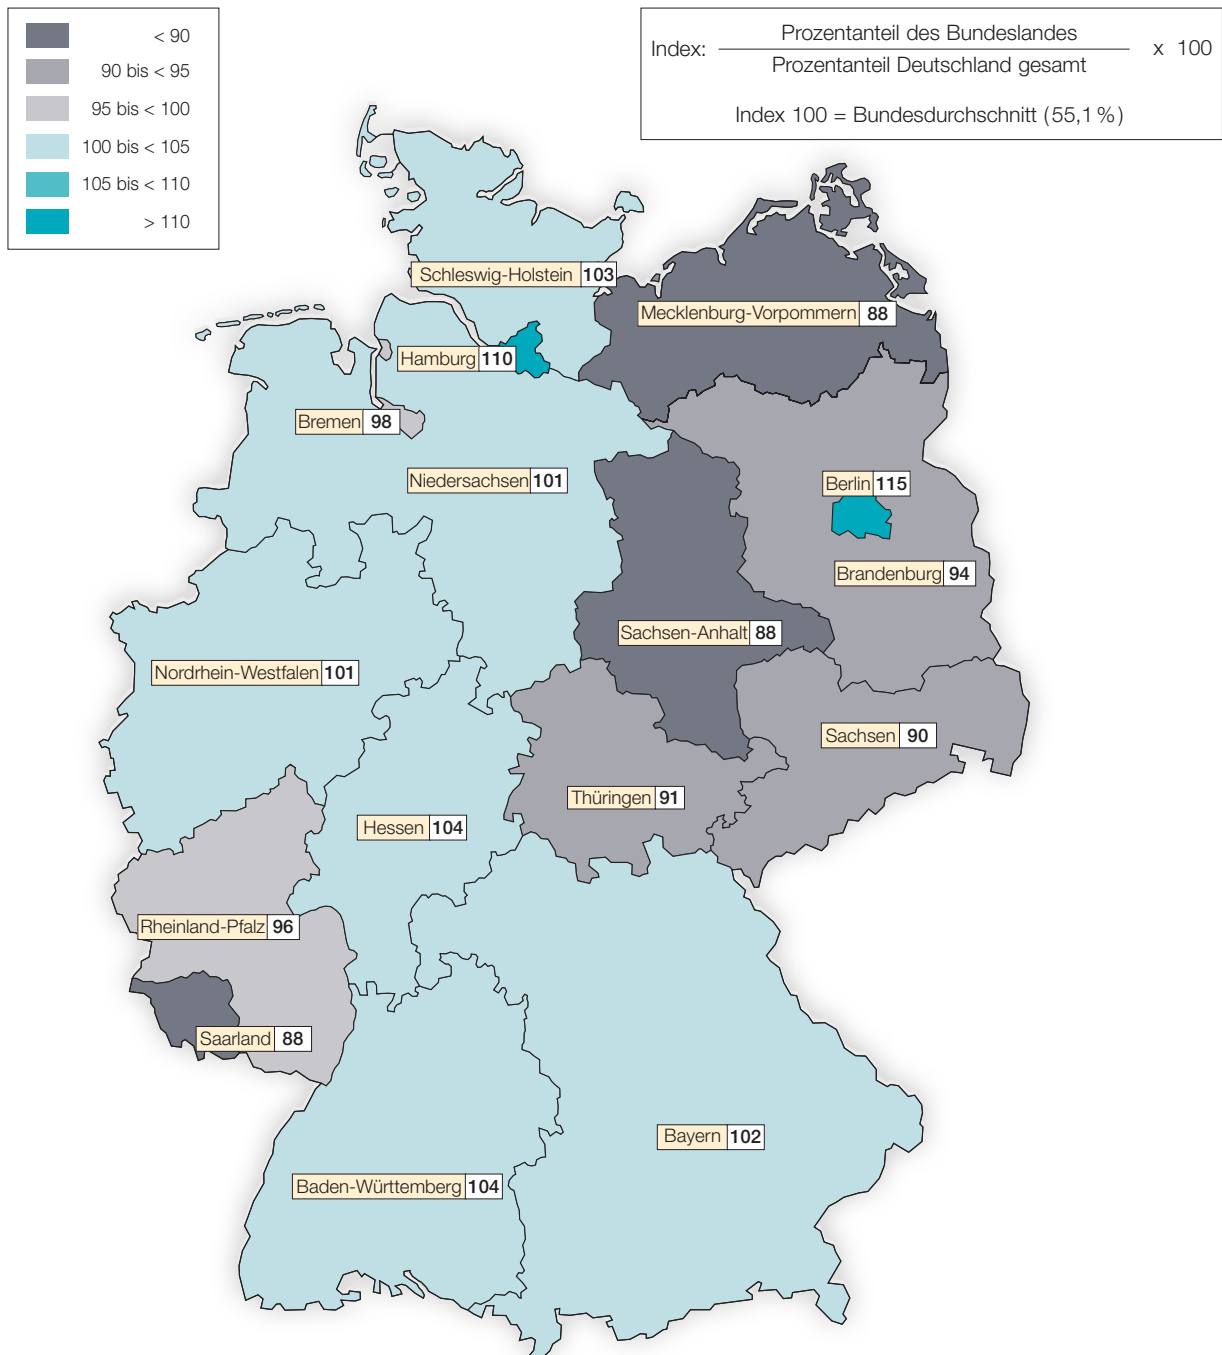 < 90
90 bis < 95
95 bis < 100
100 bis < 105
105 bis < 110
> 110
Index: Prozentanteil des Bundeslandes x 100
Prozentanteil Deutschland gesamt
Index 100 = Bundesdurchschnitt (55,1 %)
Schleswig-Holstein 103
Mecklenburg-Vorpommern 88
Hamburg 110
Bremen 98
Niedersachsen 101
Berlin 115
Brandenburg 94
Sachsen-Anhalt 88
Nordrhein-Westfalen 101
Sachsen 90
Thüringen 91
Hessen 104
Rheinland-Pfalz 96
Saarland 88
Bayern 102
Baden-Württemberg 104